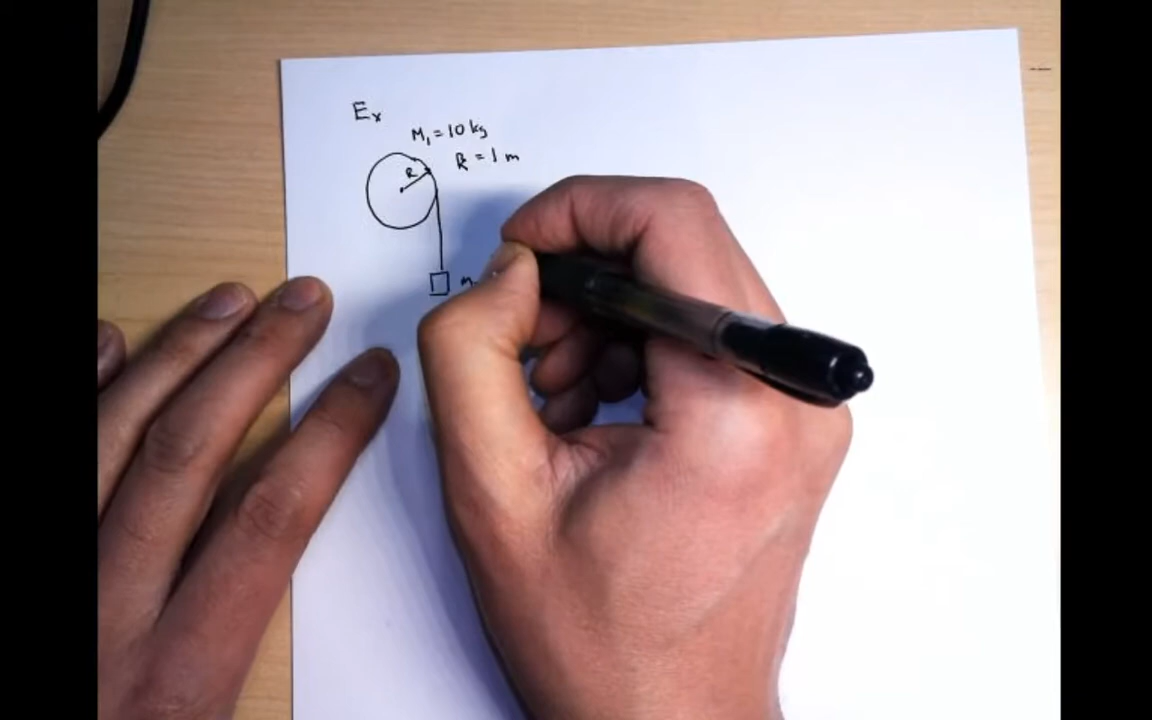 Ex
M₁ = 10 kg
R = 1 m
R
m